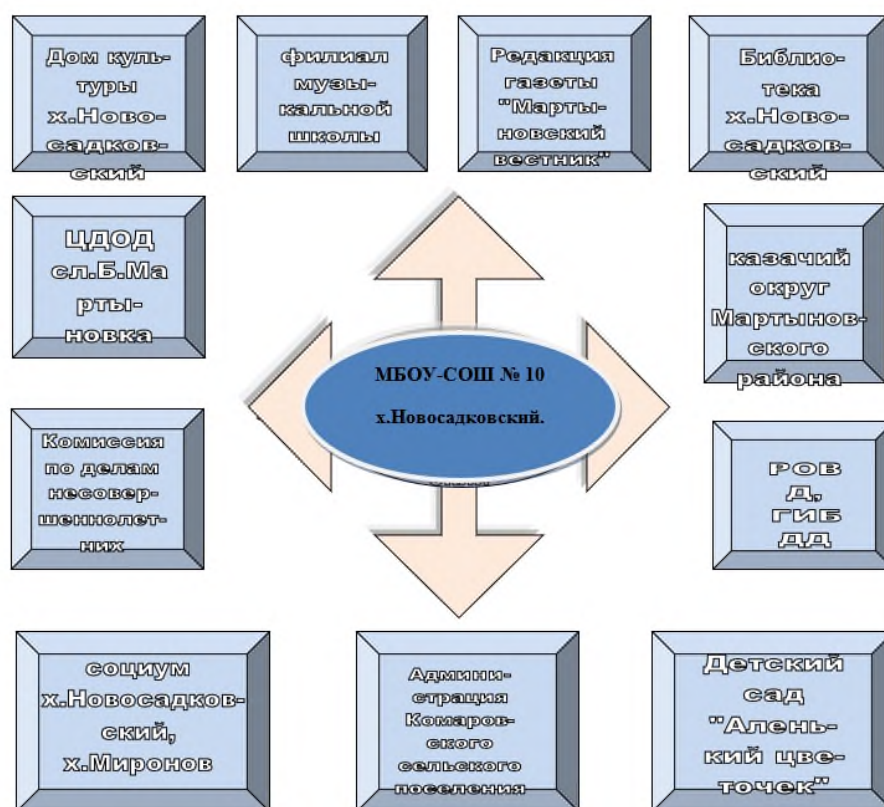 Дом куль-
туры
х.Ново-
садков-
ский
филиал
музы-
кальной
школы
Редакция
газеты
"Марты-
новский
вестник"
Библио-
тека
х.Ново-
садков-
ский
ЦДОД
сл.Б.Ма
рты-
новка
казачий
округ
Мартынов-
ского
района
МБОУ-СОШ № 10
х.Новосадковский.
Комиссия
по делам
несовер-
шеннолет-
них
РОВ
Д,
ГИБ
ДД
социум
х.Новосадков-
ский,
х.Миронов
Админи-
страция
Комаров-
ского
сельского
поселения
Детский
сад
"Алень-
кий цве-
точек"